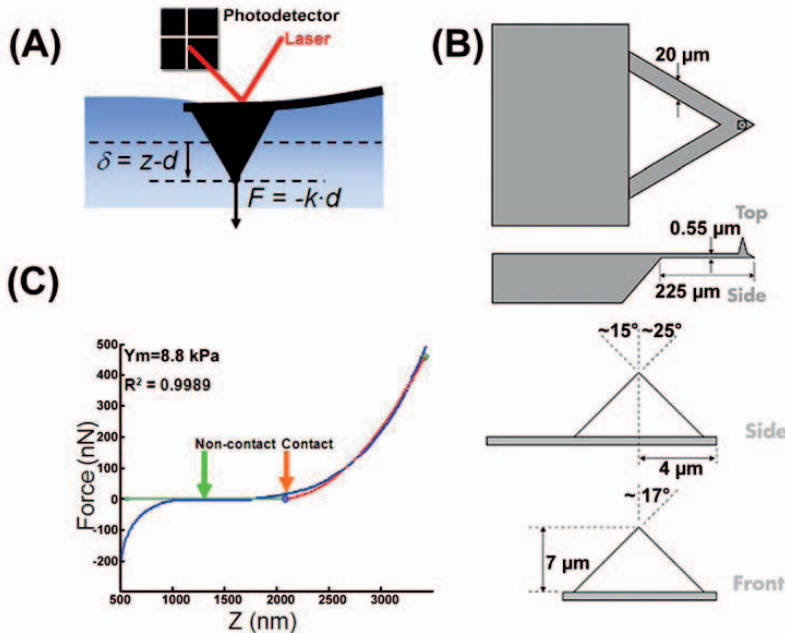 (A)
Photodetector
Laser
δ = z-d
F = -k·d
(B)
20 µm
Top
0.55 µm
225 µm
Side
~15° ~25°
Side
4 µm
~ 17°
7 µm
Front
(C)
Ym=8.8 kPa
R² = 0.9989
Non-contact Contact
Force (nN)
500
400
300
200
100
0
-100
-200
500 1000 1500 2000 2500 3000
Z (nm)